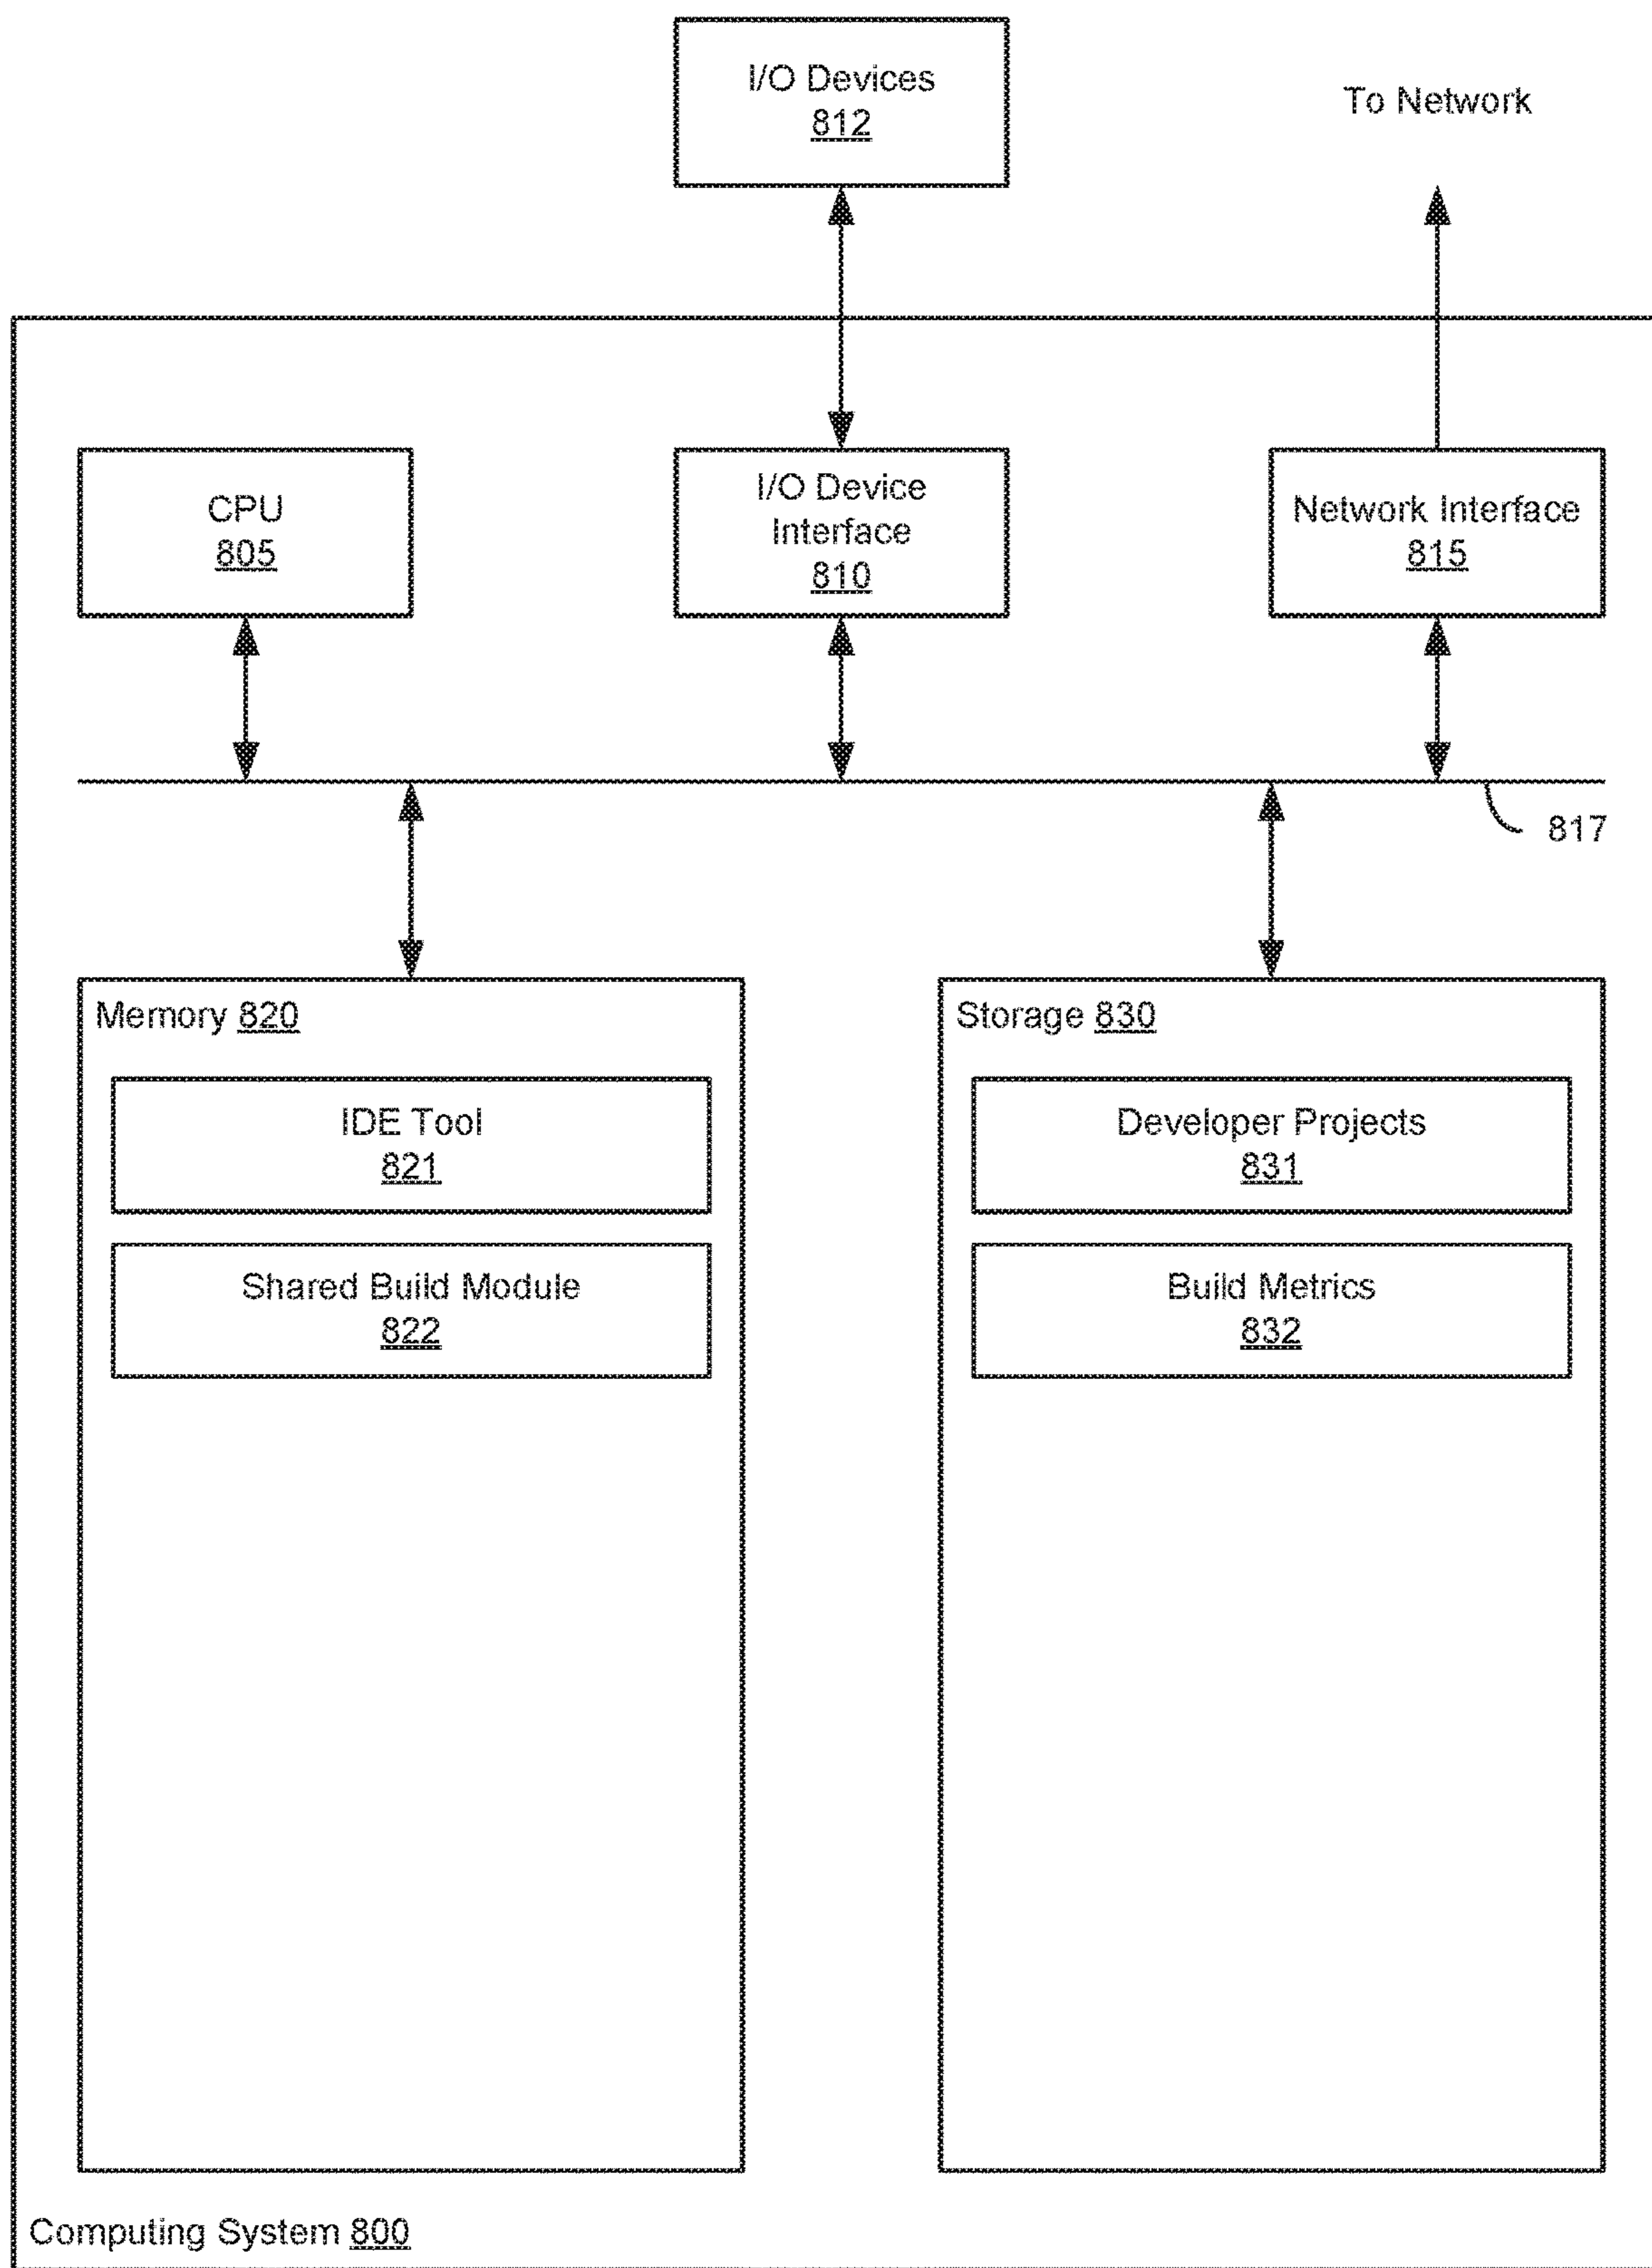 I/O Devices
812
To Network
CPU
805
I/O Device
Interface
810
Network Interface
815
817
Memory 820
IDE Tool
821
Shared Build Module
822
Storage 830
Developer Projects
831
Build Metrics
832
Computing System 800